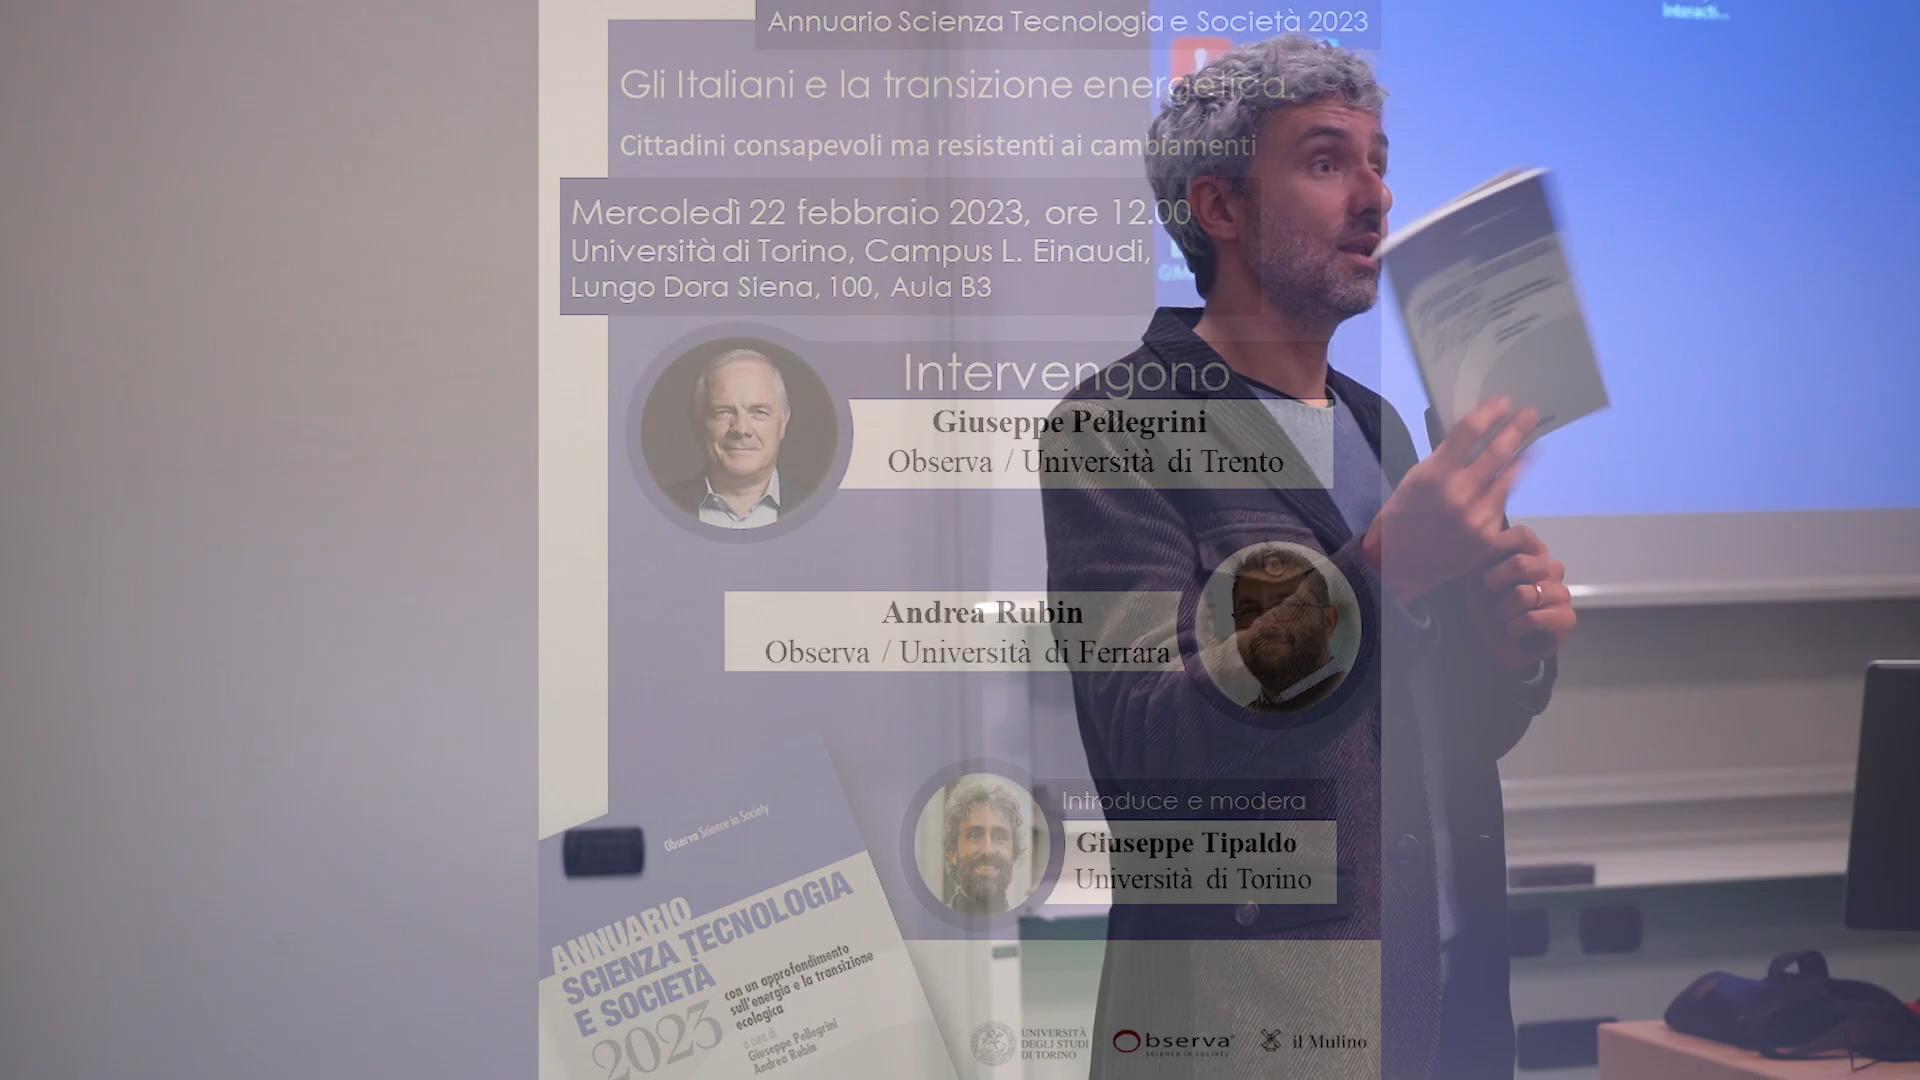 Annuario Scienza Tecnologia e Società 2023
Interacti...
Gli Italiani e la transizione energetica.
Cittadini consapevoli ma resistenti ai cambiamenti
Mercoledì 22 febbraio 2023, ore 12.00
Università di Torino, Campus L. Einaudi,
Lungo Dora Siena, 100, Aula B3
Intervengono
Giuseppe Pellegrini
Observa / Università di Trento
Andrea Rubin
Observa / Università di Ferrara
Introduce e modera
Giuseppe Tipaldo
Università di Torino
Observa Science in Society
ANNUARIO
SCIENZA TECNOLOGIA
E SOCIETÀ
2023
con un approfondimento
sull'energia e la transizione
ecologica
a cura di
Giuseppe Pellegrini
Andrea Rubin
UNIVERSITÀ
DEGLI STUDI
DI TORINO
Observa
science in society
il Mulino